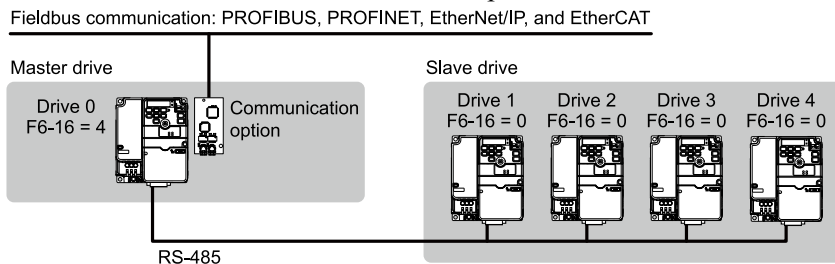 Fieldbus communication: PROFIBUS, PROFINET, EtherNet/IP, and EtherCAT
Master drive
Drive 0
F6-16 = 4
Communication
option
Slave drive
Drive 1
F6-16 = 0
Drive 2
F6-16 = 0
Drive 3
F6-16 = 0
Drive 4
F6-16 = 0
RS-485